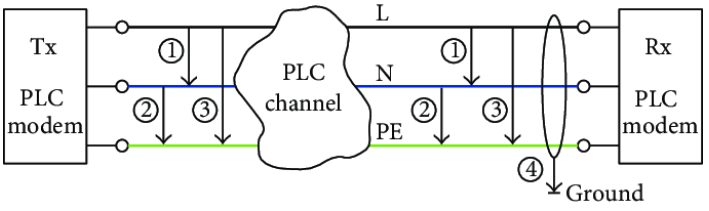 L
Tx
PLC
modem
①
②
③
PLC
channel
N
PE
①
②
③
④
Ground
Rx
PLC
modem